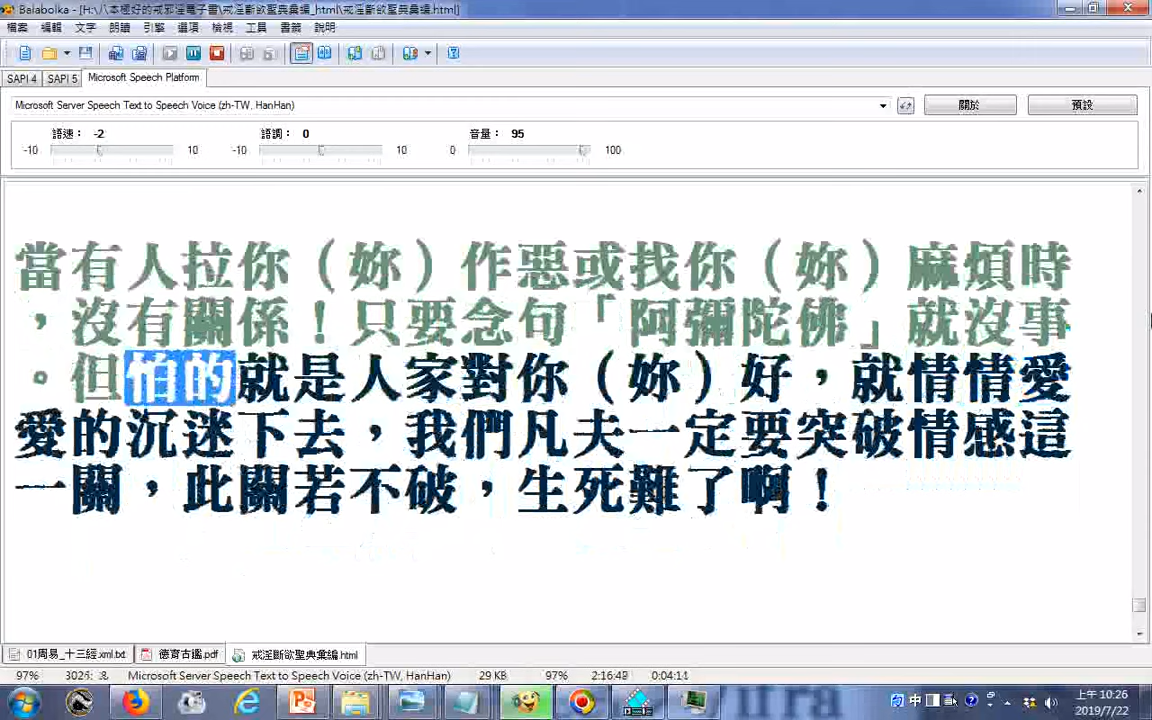 Balabolka - [H:\八本極好的戒邪淫電子書\戒淫斷欲聖典彙編_html\戒淫斷欲聖典彙編.html]
檔案 編輯 文字 朗讀 引擎 選項 檢視 工具 書籤 說明
SAPI 4 SAPI 5 Microsoft Speech Platform
Microsoft Server Speech Text to Speech Voice (zh-TW, HanHan) 關於 預設
語速： -2 語調： 0 音量： 95
-10 10 -10 10 0 100
當有人拉你（妳）作惡或找你（妳）麻煩時
，沒有關係！只要念句「阿彌陀佛」就沒事
。但怕的就是人家對你（妳）好，就情情愛
愛的沉迷下去，我們凡夫一定要突破情感這
一關，此關若不破，生死難了啊！
01周易_十三經.xml.txt 德育古鑑.pdf 戒淫斷欲聖典彙編.html
97% Microsoft Server Speech Text to Speech Voice (zh-TW, HanHan) 29 KB 97% 2:16:48 0:04:11
中 上午 10:26
2019/7/22